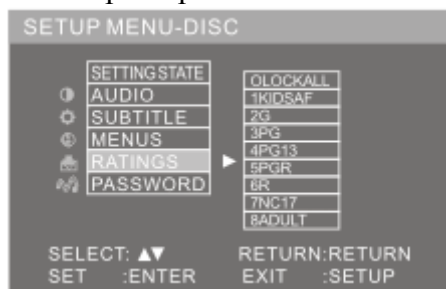 SETUP MENU-DISC
SETTING STATE
AUDIO
SUBTITLE
MENUS
RATINGS
PASSWORD
OLOCKALL
1KIDSAF
2G
3PG
4PG13
5PGR
6R
7NC17
8ADULT
SELECT: ▲▼ RETURN:RETURN
SET :ENTER EXIT :SETUP